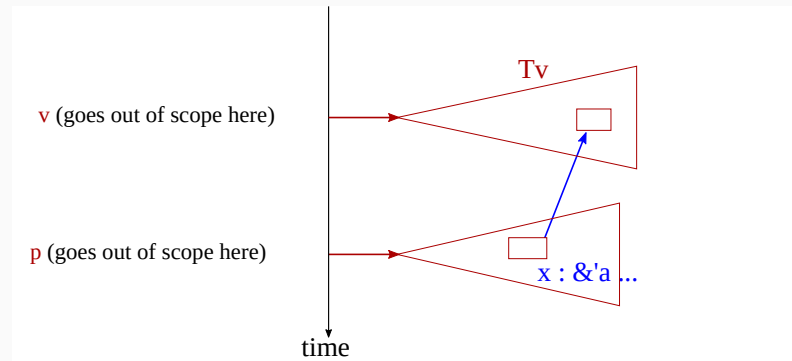 Tv
v (goes out of scope here)
p (goes out of scope here)
x : &'a ...
time